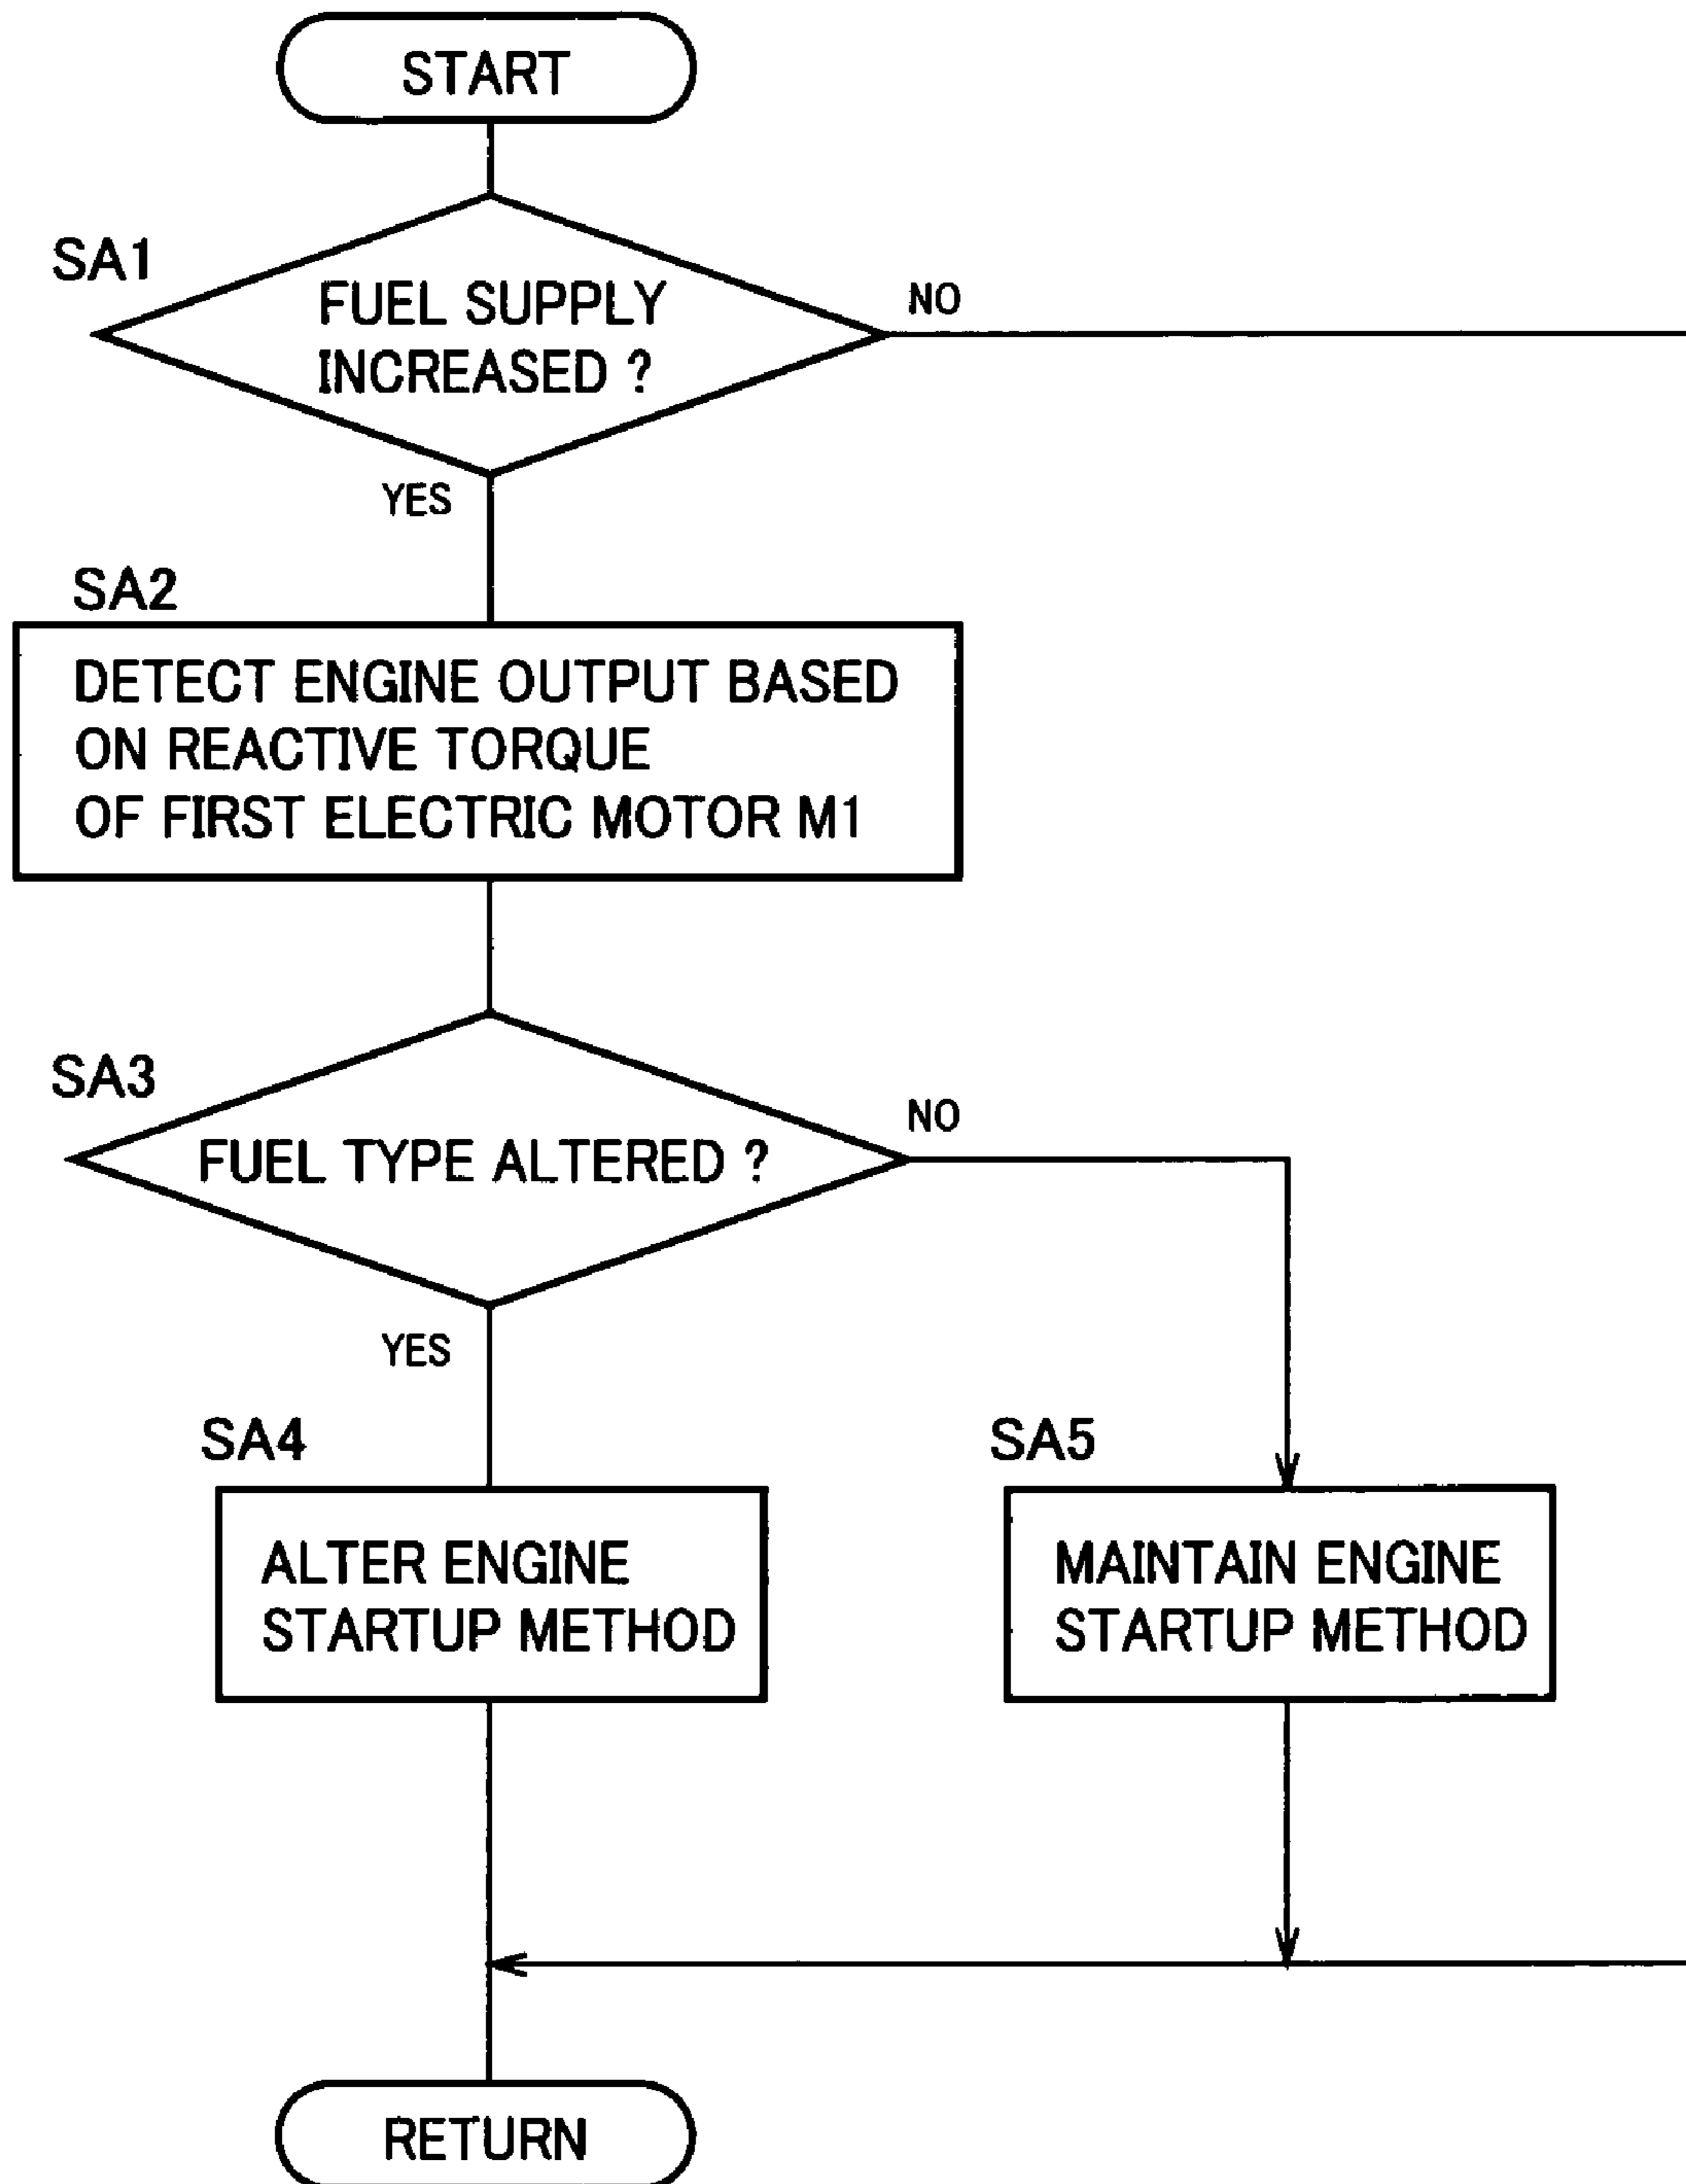 START
SA1
FUEL SUPPLY
INCREASED ?
NO
YES
SA2
DETECT ENGINE OUTPUT BASED
ON REACTIVE TORQUE
OF FIRST ELECTRIC MOTOR M1
SA3
FUEL TYPE ALTERED ?
NO
YES
SA4
ALTER ENGINE
STARTUP METHOD
SA5
MAINTAIN ENGINE
STARTUP METHOD
RETURN